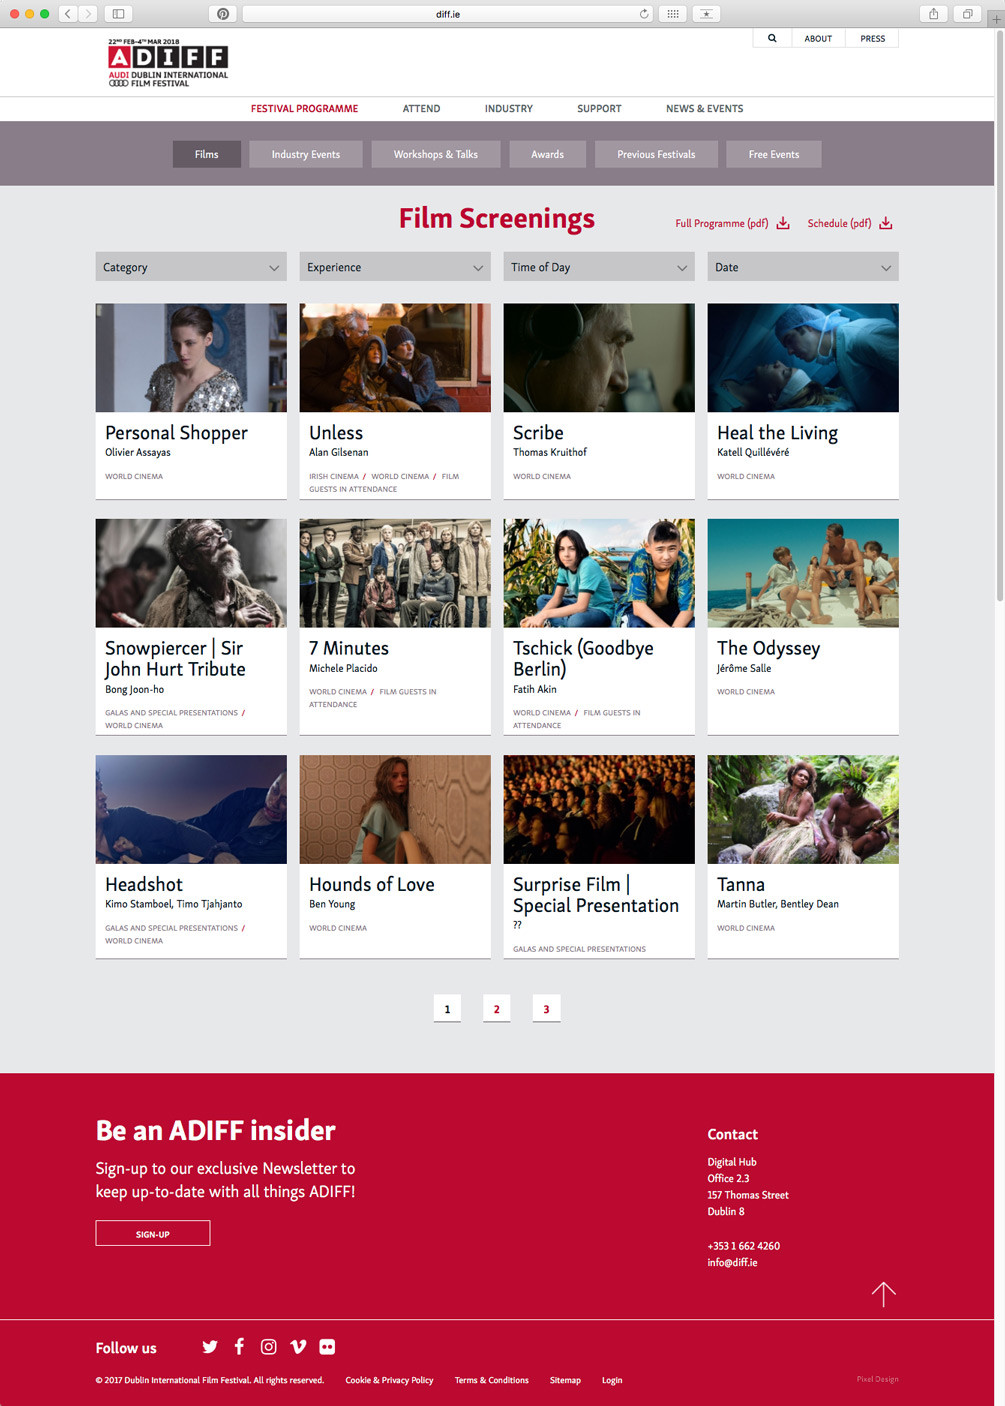 diff.ie
22ND FEB–4TH MAR 2018
ADIFF
AUDI DUBLIN INTERNATIONAL
FILM FESTIVAL
ABOUT
PRESS
FESTIVAL PROGRAMME
ATTEND
INDUSTRY
SUPPORT
NEWS & EVENTS
Films
Industry Events
Workshops & Talks
Awards
Previous Festivals
Free Events
Film Screenings
Full Programme (pdf)
Schedule (pdf)
Category
Experience
Time of Day
Date
Personal Shopper
Olivier Assayas
WORLD CINEMA
Unless
Alan Gilsenan
IRISH CINEMA / WORLD CINEMA / FILM
GUESTS IN ATTENDANCE
Scribe
Thomas Kruithof
WORLD CINEMA
Heal the Living
Katell Quillévéré
WORLD CINEMA
Snowpiercer | Sir
John Hurt Tribute
Bong Joon-ho
GALAS AND SPECIAL PRESENTATIONS /
WORLD CINEMA
7 Minutes
Michele Placido
WORLD CINEMA / FILM GUESTS IN
ATTENDANCE
Tschick (Goodbye
Berlin)
Fatih Akin
WORLD CINEMA / FILM GUESTS IN
ATTENDANCE
The Odyssey
Jérôme Salle
WORLD CINEMA
Headshot
Kimo Stamboel, Timo Tjahjanto
GALAS AND SPECIAL PRESENTATIONS /
WORLD CINEMA
Hounds of Love
Ben Young
WORLD CINEMA
Surprise Film |
Special Presentation
??
GALAS AND SPECIAL PRESENTATIONS
Tanna
Martin Butler, Bentley Dean
WORLD CINEMA
1
2
3
Be an ADIFF insider
Sign-up to our exclusive Newsletter to
keep up-to-date with all things ADIFF!
SIGN-UP
Contact
Digital Hub
Office 2.3
157 Thomas Street
Dublin 8
+353 1 662 4260
info@diff.ie
Follow us
© 2017 Dublin International Film Festival. All rights reserved.
Cookie & Privacy Policy
Terms & Conditions
Sitemap
Login
Pixel Design